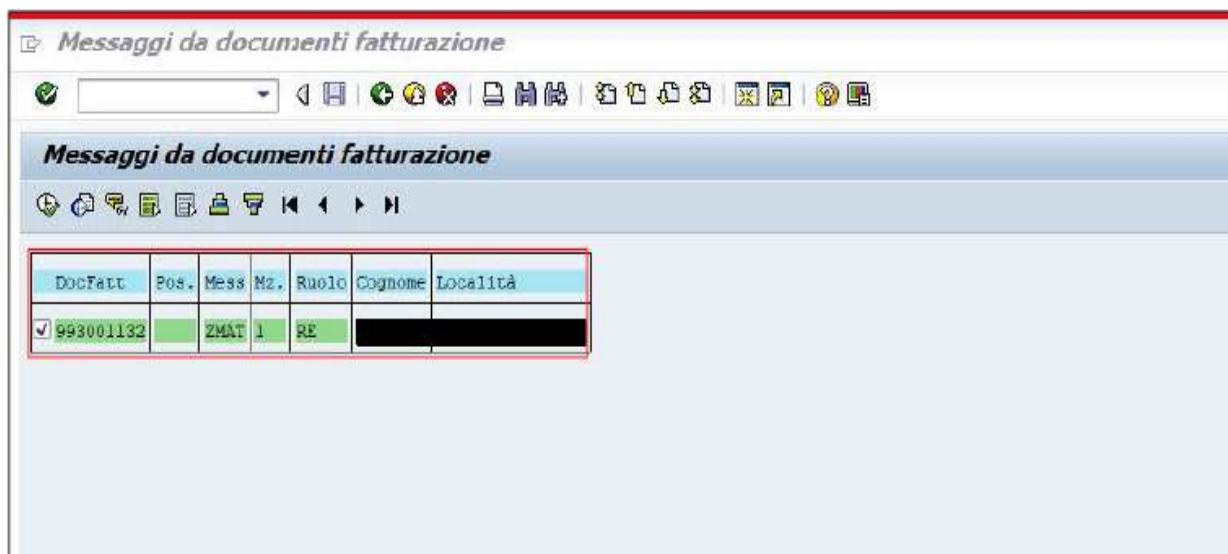 Messaggi da documenti fatturazione
Messaggi da documenti fatturazione
DocFatt Pos. Mess Mz. Ruolo Cognome Località
993001132 ZMAT 1 RE